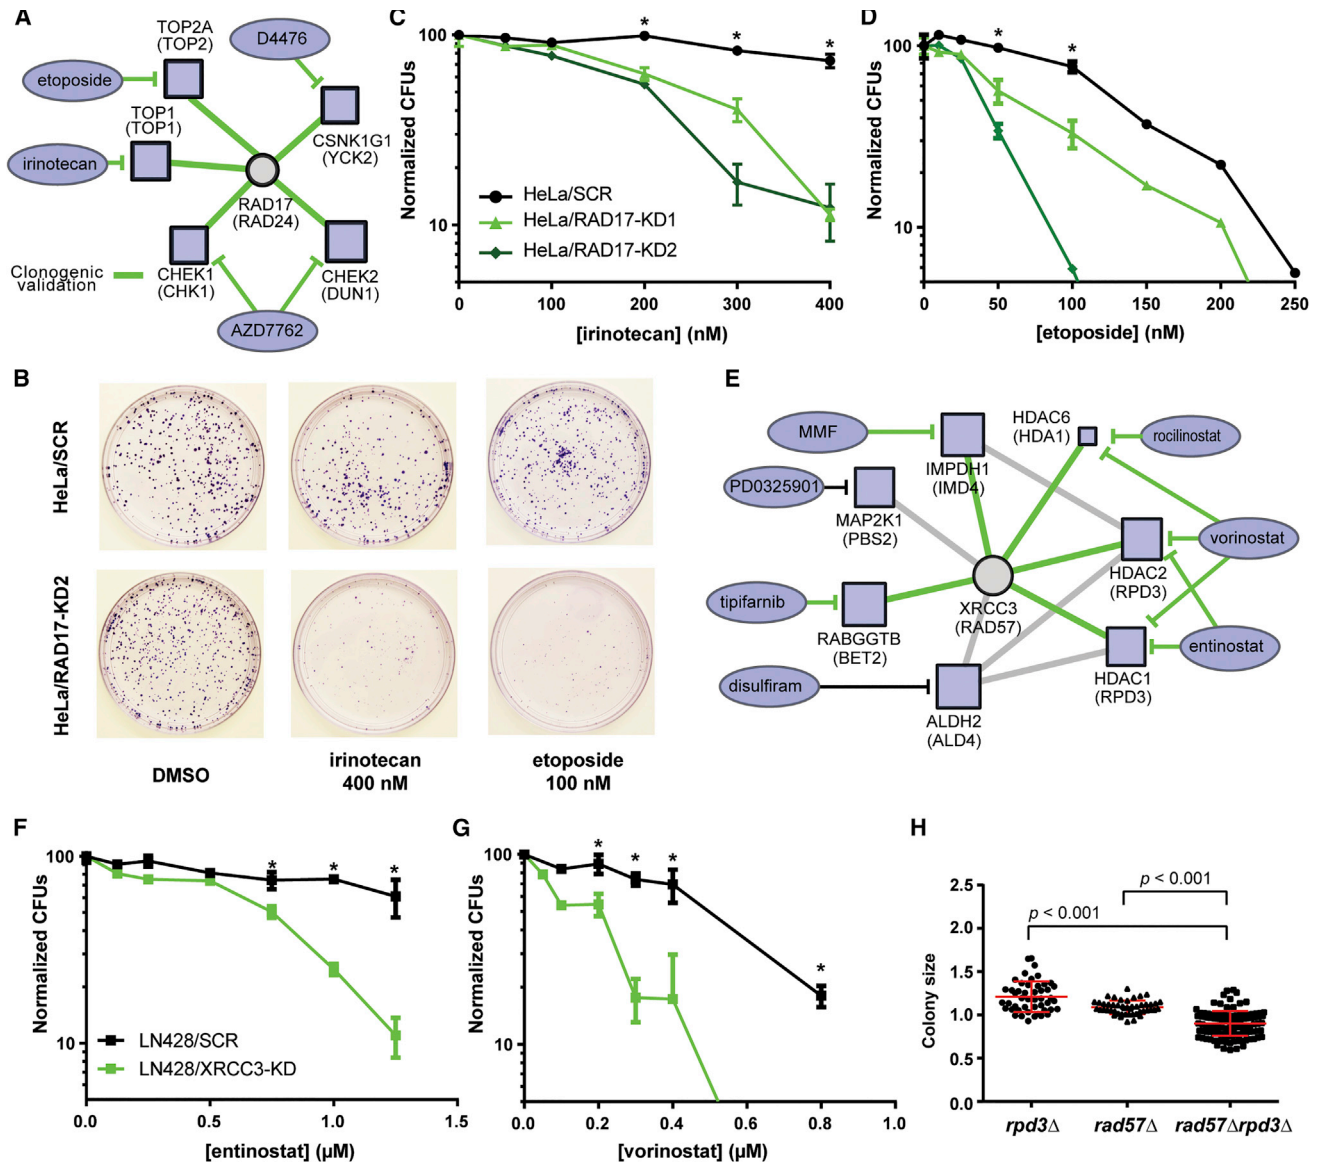 A
TOP2A
(TOP2)
D4476
etoposide
TOP1
(TOP1)
CSNK1G1
(YCK2)
irinotecan
RAD17
(RAD24)
Clonogenic
validation
CHEK1
(CHK1)
CHEK2
(DUN1)
AZD7762
C
Normalized CFUs
100
10
* * *
HeLa/SCR
HeLa/RAD17-KD1
HeLa/RAD17-KD2
0 100 200 300 400
[irinotecan] (nM)
D
Normalized CFUs
100
10
* *
0 50 100 150 200 250
[etoposide] (nM)
B
HeLa/SCR
HeLa/RAD17-KD2
DMSO
irinotecan
400 nM
etoposide
100 nM
E
MMF
HDAC6
(HDA1)
rocilinostat
IMPDH1
(IMD4)
PD0325901
MAP2K1
(PBS2)
vorinostat
HDAC2
(RPD3)
tipifarnib
XRCC3
(RAD57)
RABGGTB
(BET2)
entinostat
HDAC1
(RPD3)
disulfiram
ALDH2
(ALD4)
F
Normalized CFUs
100
10
* * *
LN428/SCR
LN428/XRCC3-KD
0.0 0.5 1.0 1.5
[entinostat] (µM)
G
Normalized CFUs
100
10
* * * *
0.0 0.2 0.4 0.6 0.8 1.0
[vorinostat] (µM)
H
Colony size
2.5
2.0
1.5
1.0
0.5
0.0
p < 0.001
p < 0.001
rpd3Δ rad57Δ rad57Δrpd3Δ